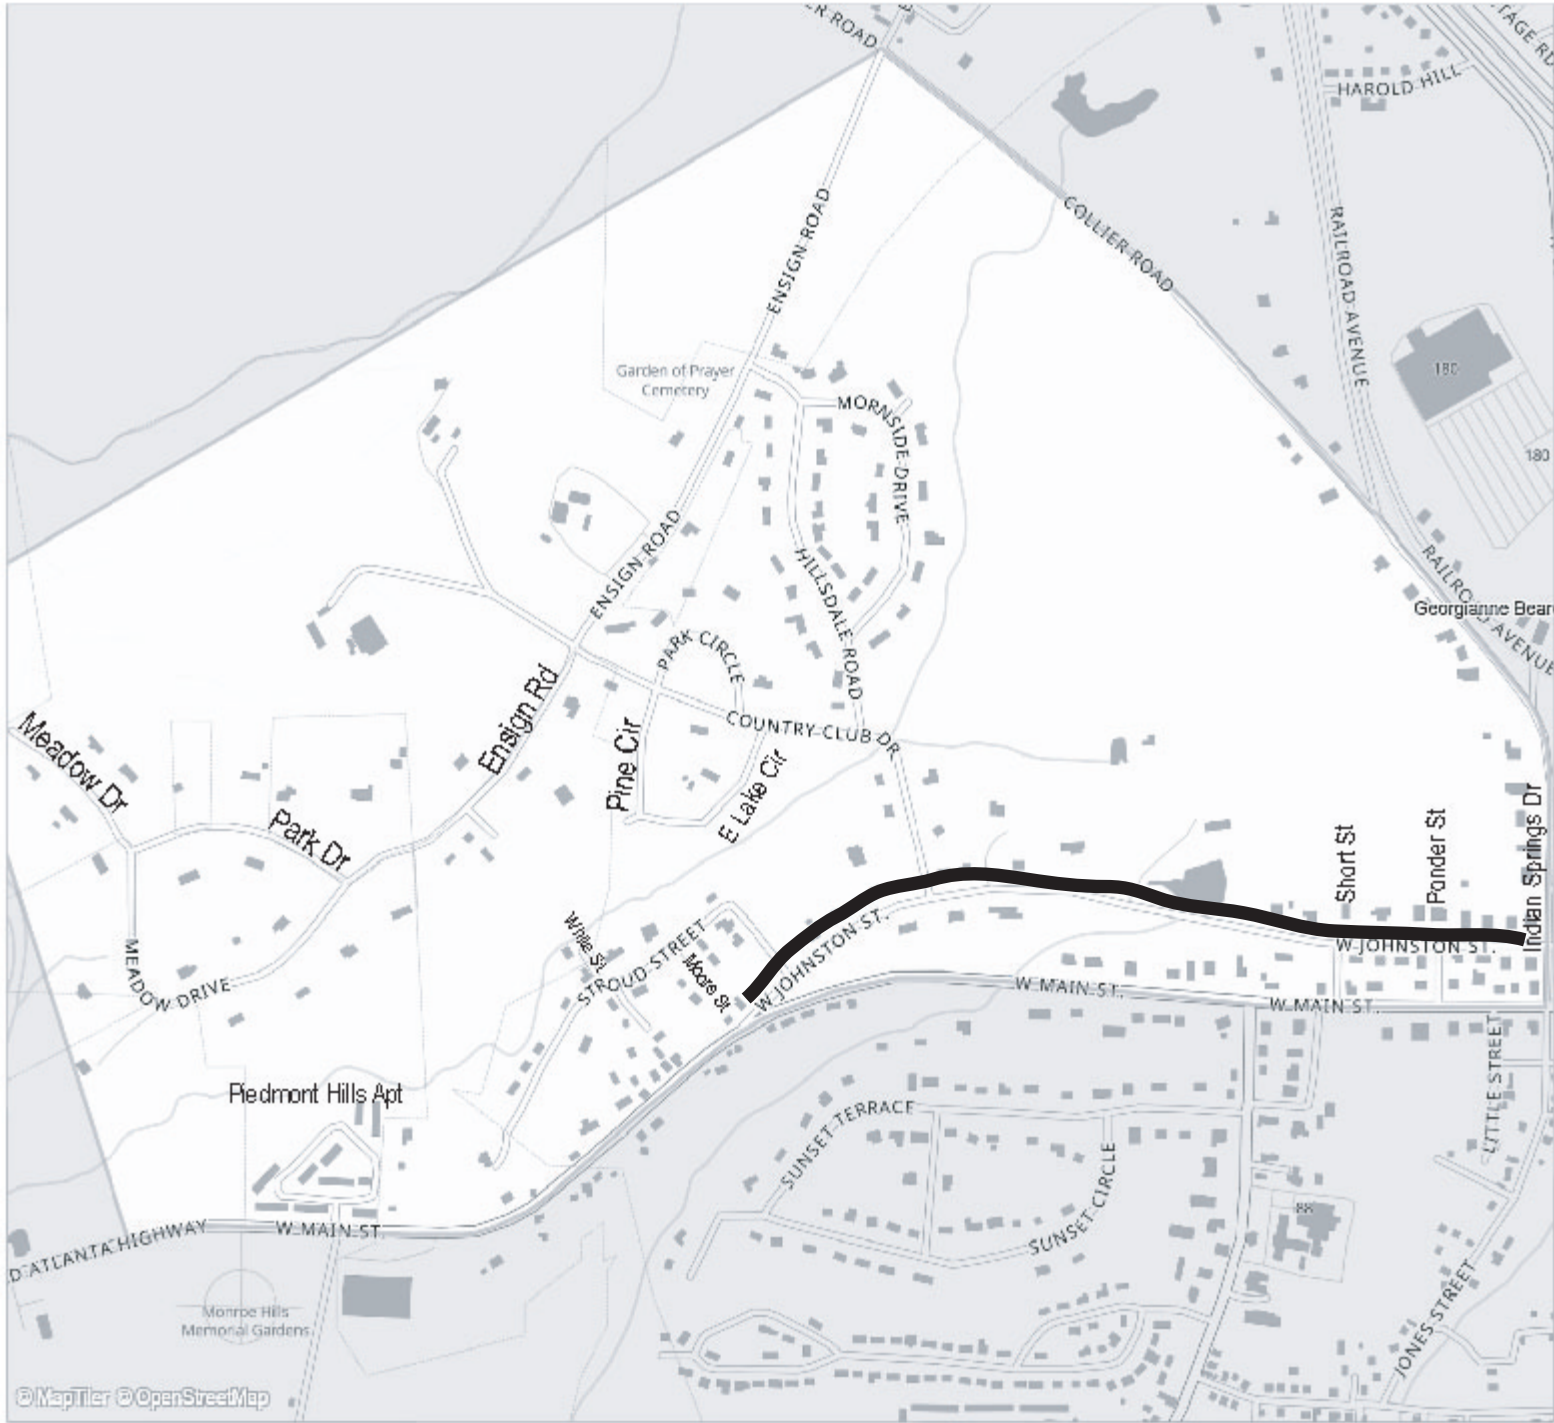 ER ROAD
TAGE RD
HAROLD HILL
ENSIGN ROAD
COLLIER ROAD
RAILROAD AVENUE
180
180
Garden of Prayer
Cemetery
MORNSIDE DRIVE
ENSIGN ROAD
HILLSDALE ROAD
RAILROAD AVENUE
Georgianne Bear
PARK CIRCLE
Ensign Rd
Meadow Dr
Pine Cir
COUNTRY CLUB DR
E Lake Cir
Park Dr
Short St
Ponder St
Indian Springs Dr
White St
STROUD STREET
Moore St
W JOHNSTON ST.
W JOHNSTON ST.
MEADOW DRIVE
W MAIN ST.
W MAIN ST.
LITTLE STREET
Piedmont Hills Apt
SUNSET TERRACE
SUNSET CIRCLE
88
D ATLANTA HIGHWAY
W MAIN ST.
JONES STREET
Monroe Hills
Memorial Gardens
© MapTiler © OpenStreetMap